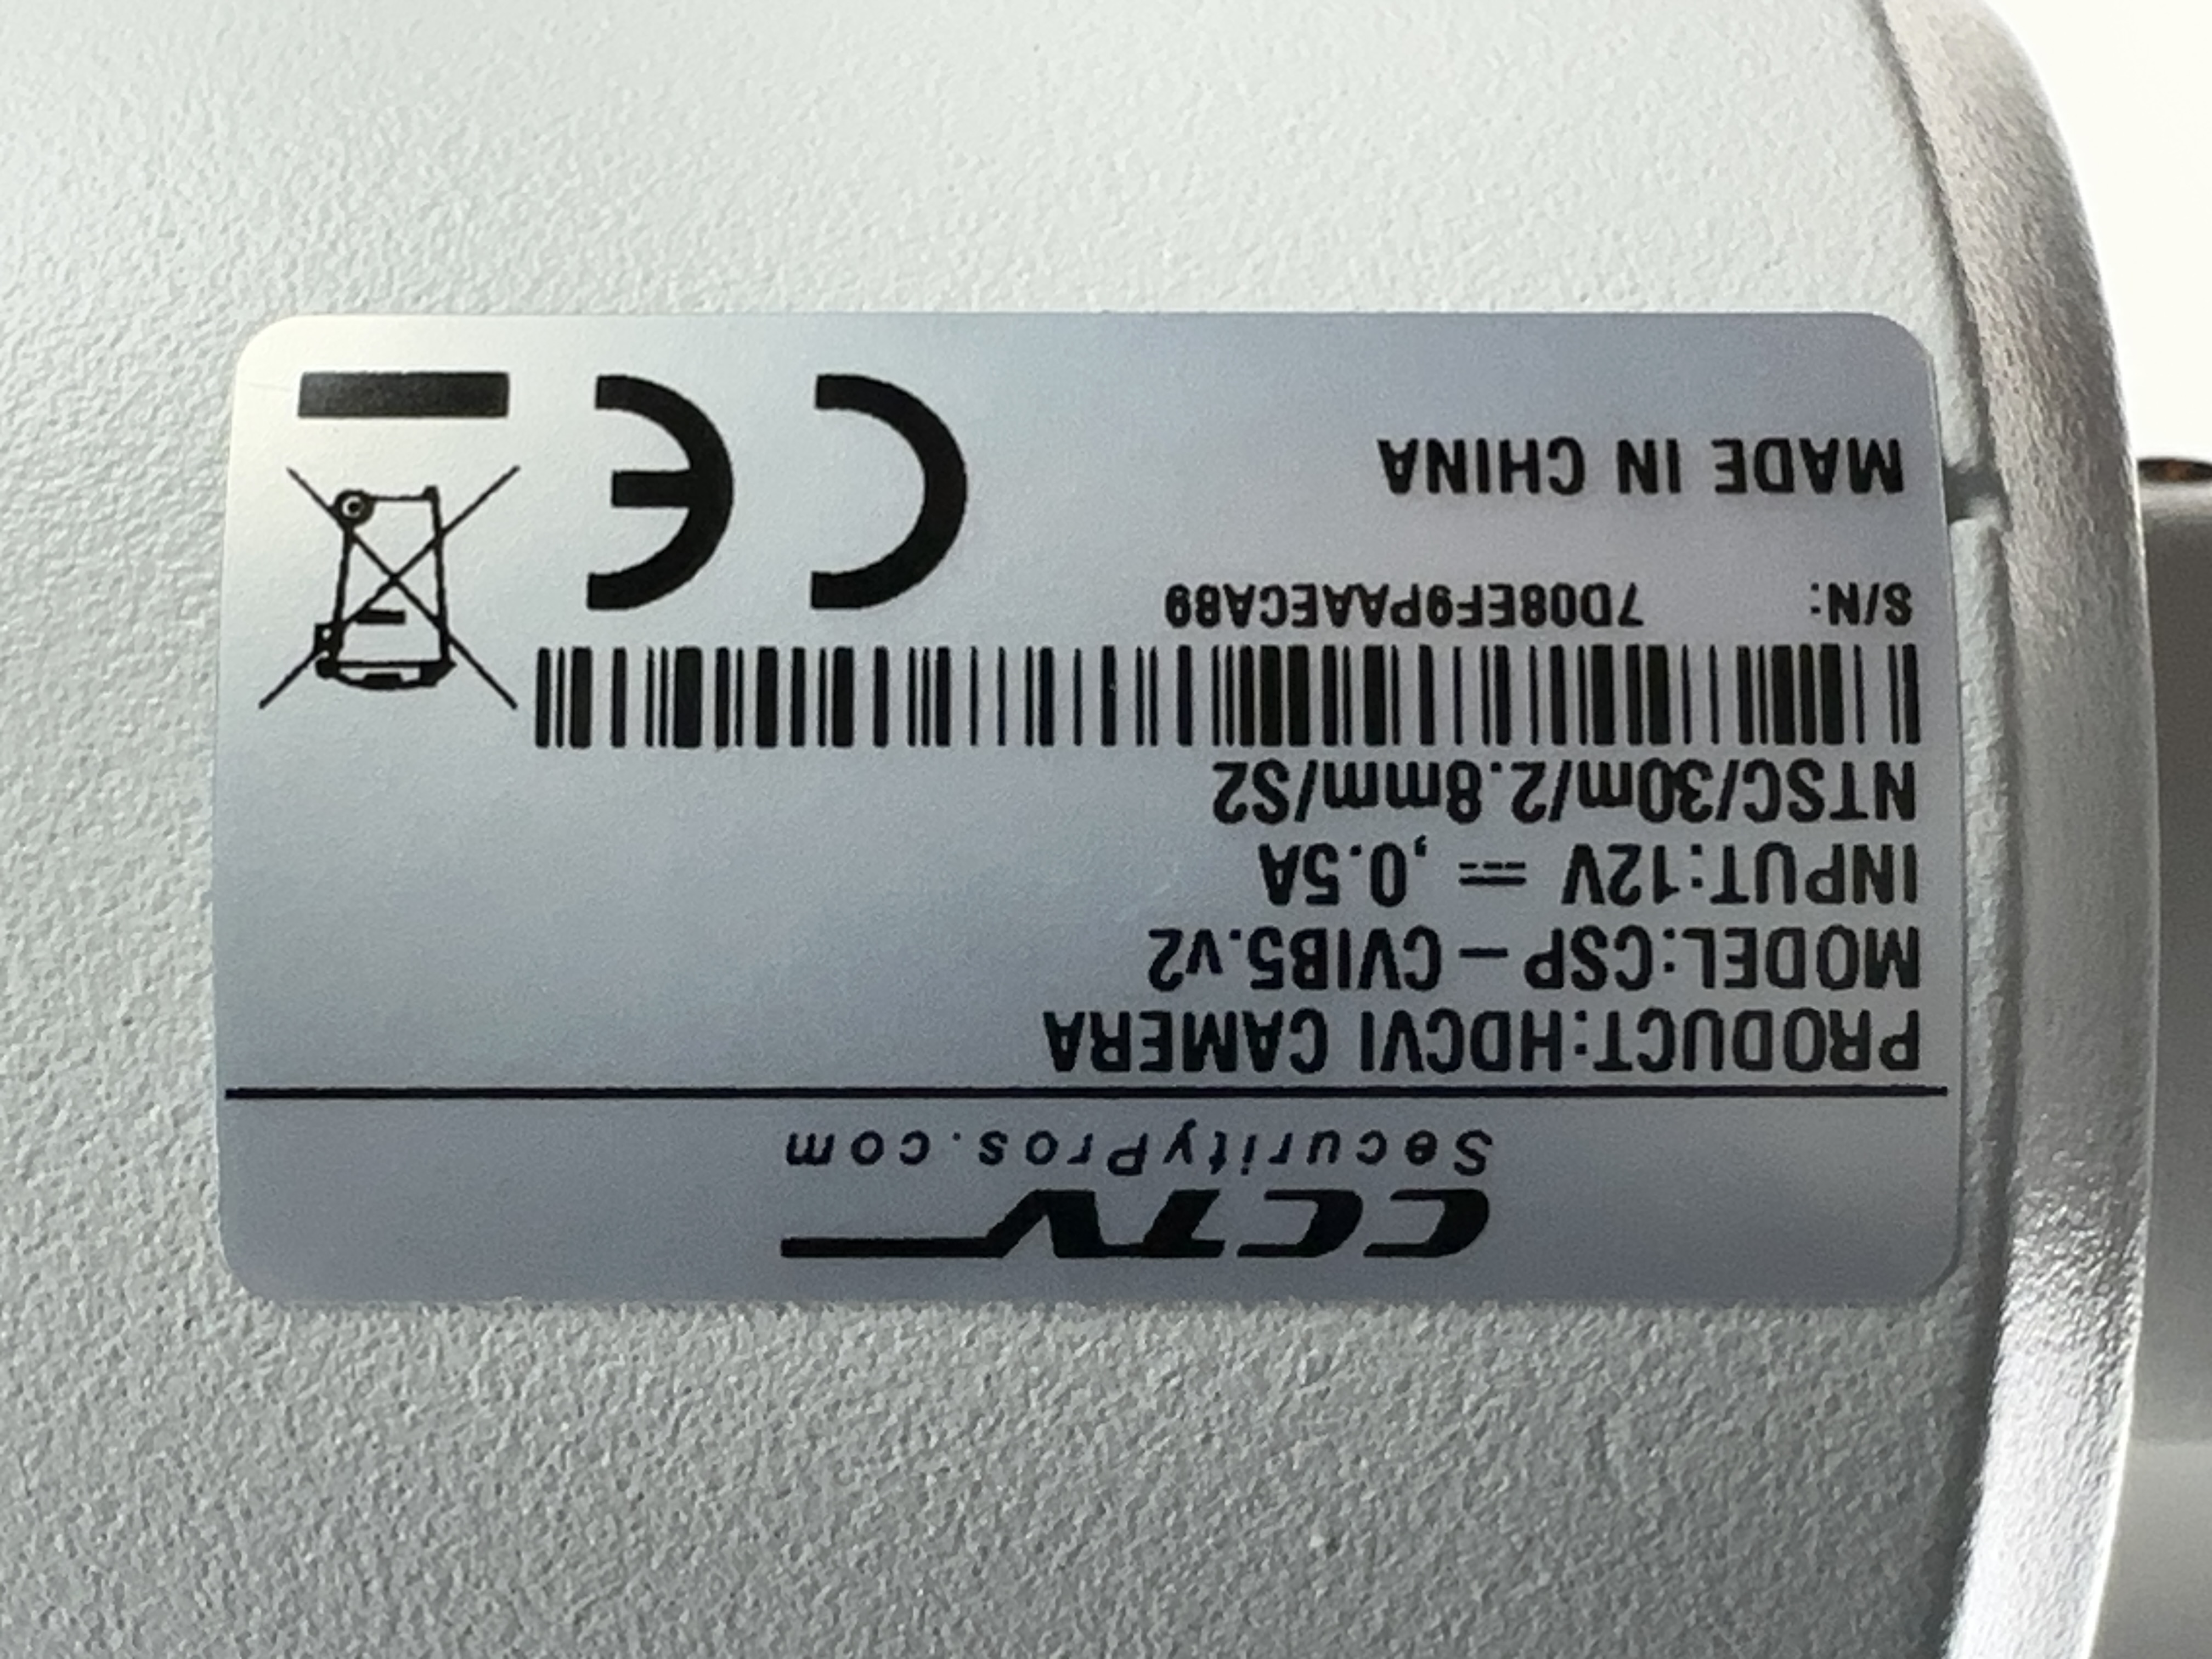 CCTV
SecurityPros.com
PRODUCT:HDCVI CAMERA
MODEL:CSP-CVIB5.v2
INPUT:12V ⎓ ,0.5A
NTSC/30m/2.8mm/S2
S/N: 7D08EF9PAAECA89
MADE IN CHINA
CE